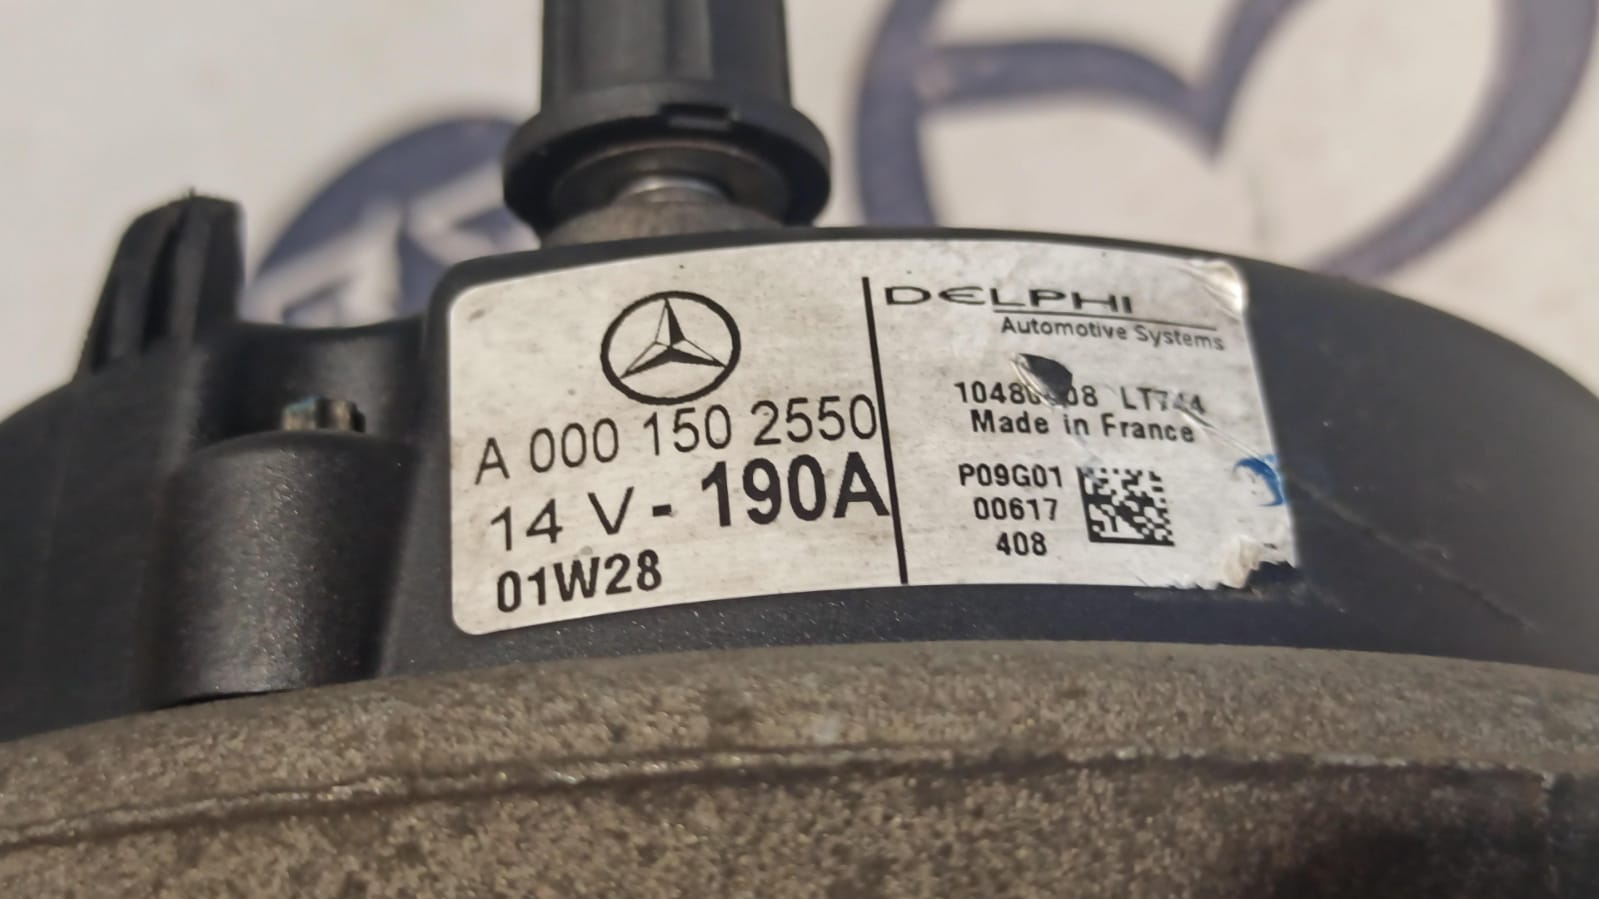 A 000 150 2550
14 V - 190A
01W28
DELPHI
Automotive Systems
Made in France
P09G01
00617
408